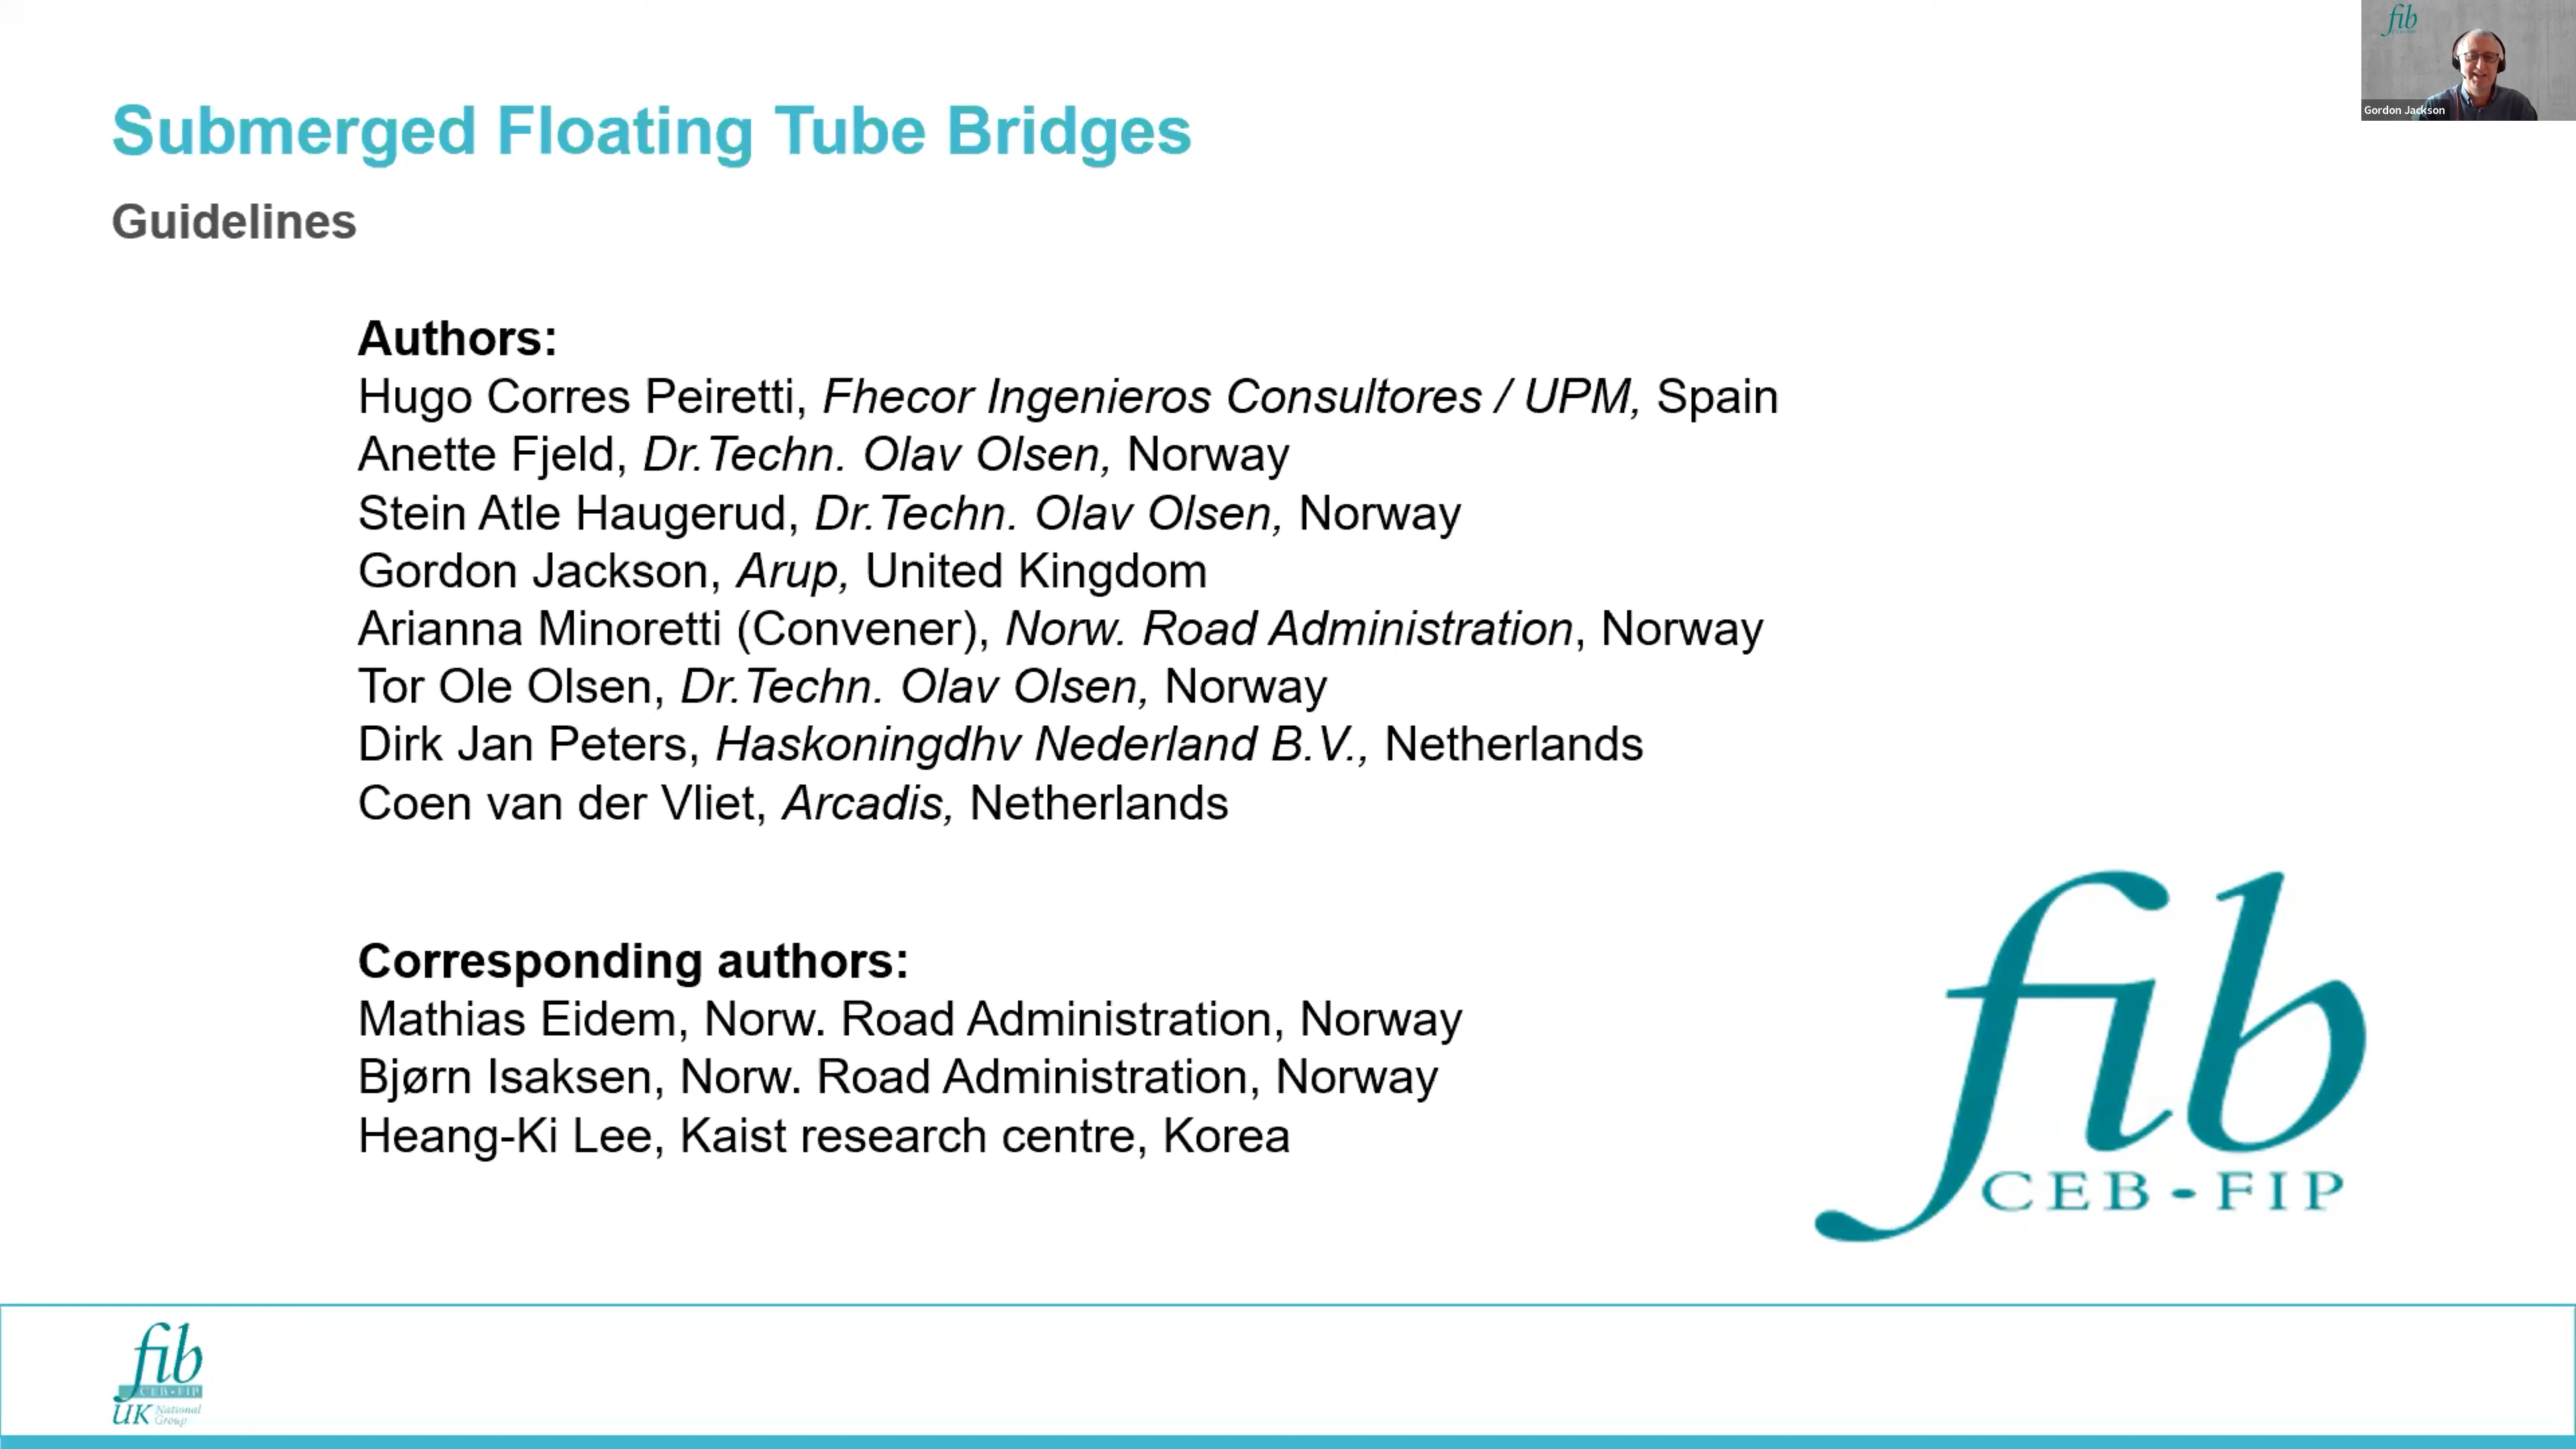 fib
Gordon Jackson
Submerged Floating Tube Bridges
Guidelines
Authors:
Hugo Corres Peiretti, Fhecor Ingenieros Consultores / UPM, Spain
Anette Fjeld, Dr.Techn. Olav Olsen, Norway
Stein Atle Haugerud, Dr.Techn. Olav Olsen, Norway
Gordon Jackson, Arup, United Kingdom
Arianna Minoretti (Convener), Norw. Road Administration, Norway
Tor Ole Olsen, Dr.Techn. Olav Olsen, Norway
Dirk Jan Peters, Haskoningdhv Nederland B.V., Netherlands
Coen van der Vliet, Arcadis, Netherlands
Corresponding authors:
Mathias Eidem, Norw. Road Administration, Norway
Bjørn Isaksen, Norw. Road Administration, Norway
Heang-Ki Lee, Kaist research centre, Korea
fib
CEB-FIP
fib
CEB-FIP
UK National
Group